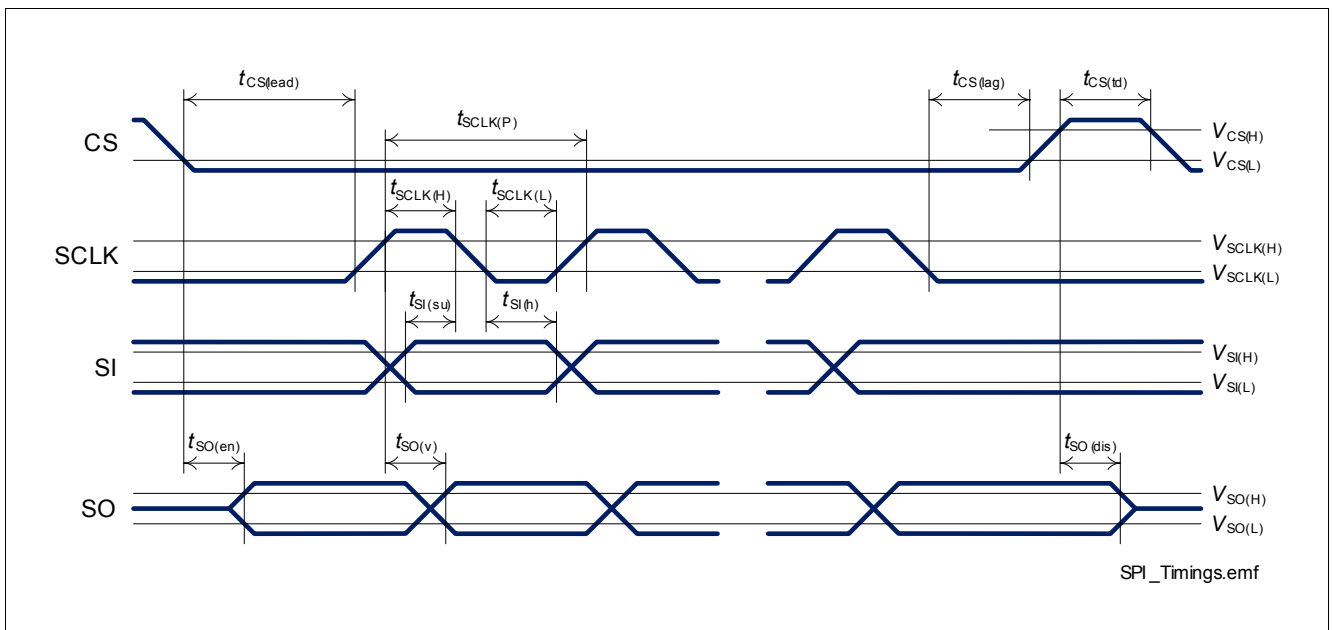 tCS(lead)
tCS(lag)
tCS(td)
tSCLK(P)
CS
VCS(H)
VCS(L)
tSCLK(H)
tSCLK(L)
SCLK
VSCLK(H)
VSCLK(L)
tSI(su)
tSI(h)
SI
VSI(H)
VSI(L)
tSO(en)
tSO(v)
tSO(dis)
SO
VSO(H)
VSO(L)
SPI_Timings.emf